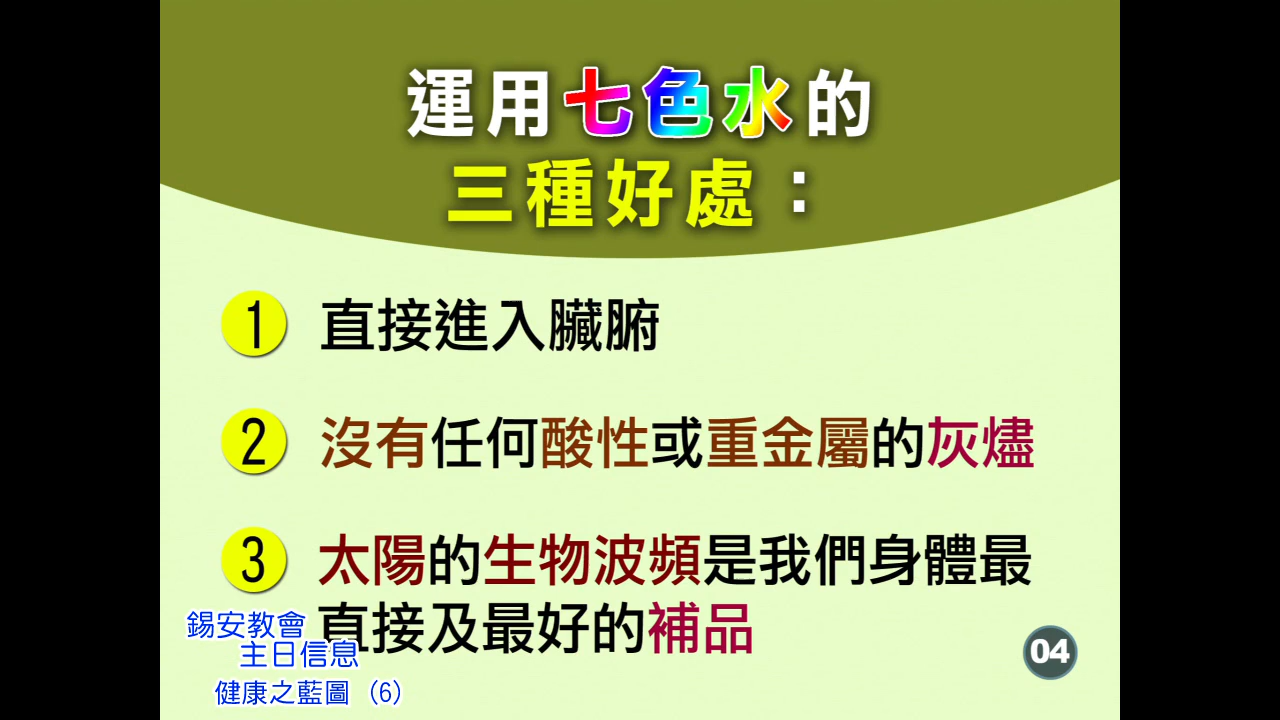 運用七色水的
三種好處：
1 直接進入臟腑
2 沒有任何酸性或重金屬的灰燼
3 太陽的生物波頻是我們身體最
直接及最好的補品
錫安教會
主日信息
健康之藍圖（6）
04